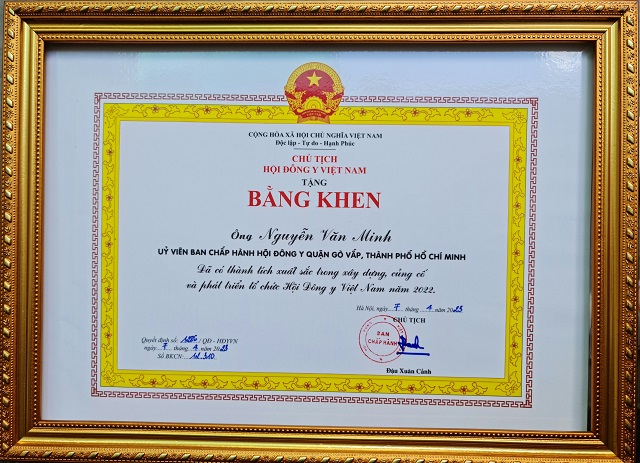 CỘNG HÒA XÃ HỘI CHỦ NGHĨA VIỆT NAM
Độc lập - Tự do - Hạnh Phúc
CHỦ TỊCH
HỘI ĐÔNG Y VIỆT NAM
TẶNG
BẰNG KHEN
Ông Nguyễn Văn Minh
UỶ VIÊN BAN CHẤP HÀNH HỘI ĐÔNG Y QUẬN GÒ VẤP, THÀNH PHỐ HỒ CHÍ MINH
Đã có thành tích xuất sắc trong xây dựng, củng cố
và phát triển tổ chức Hội Đông y Việt Nam năm 2022.
Hà Nội, ngày 7 tháng 4 năm 2023
CHỦ TỊCH
BAN
CHẤP HÀNH
Quyết định số: /QĐ - HĐYVN
ngày 7 tháng 4 năm 2023
Số BKCN:
Đậu Xuân Cảnh